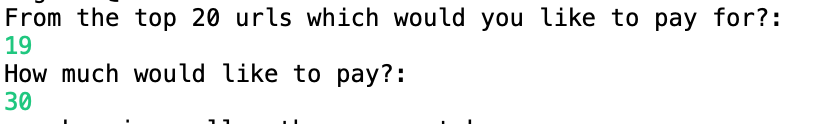 From the top 20 urls which would you like to pay for?:
19
How much would like to pay?:
30